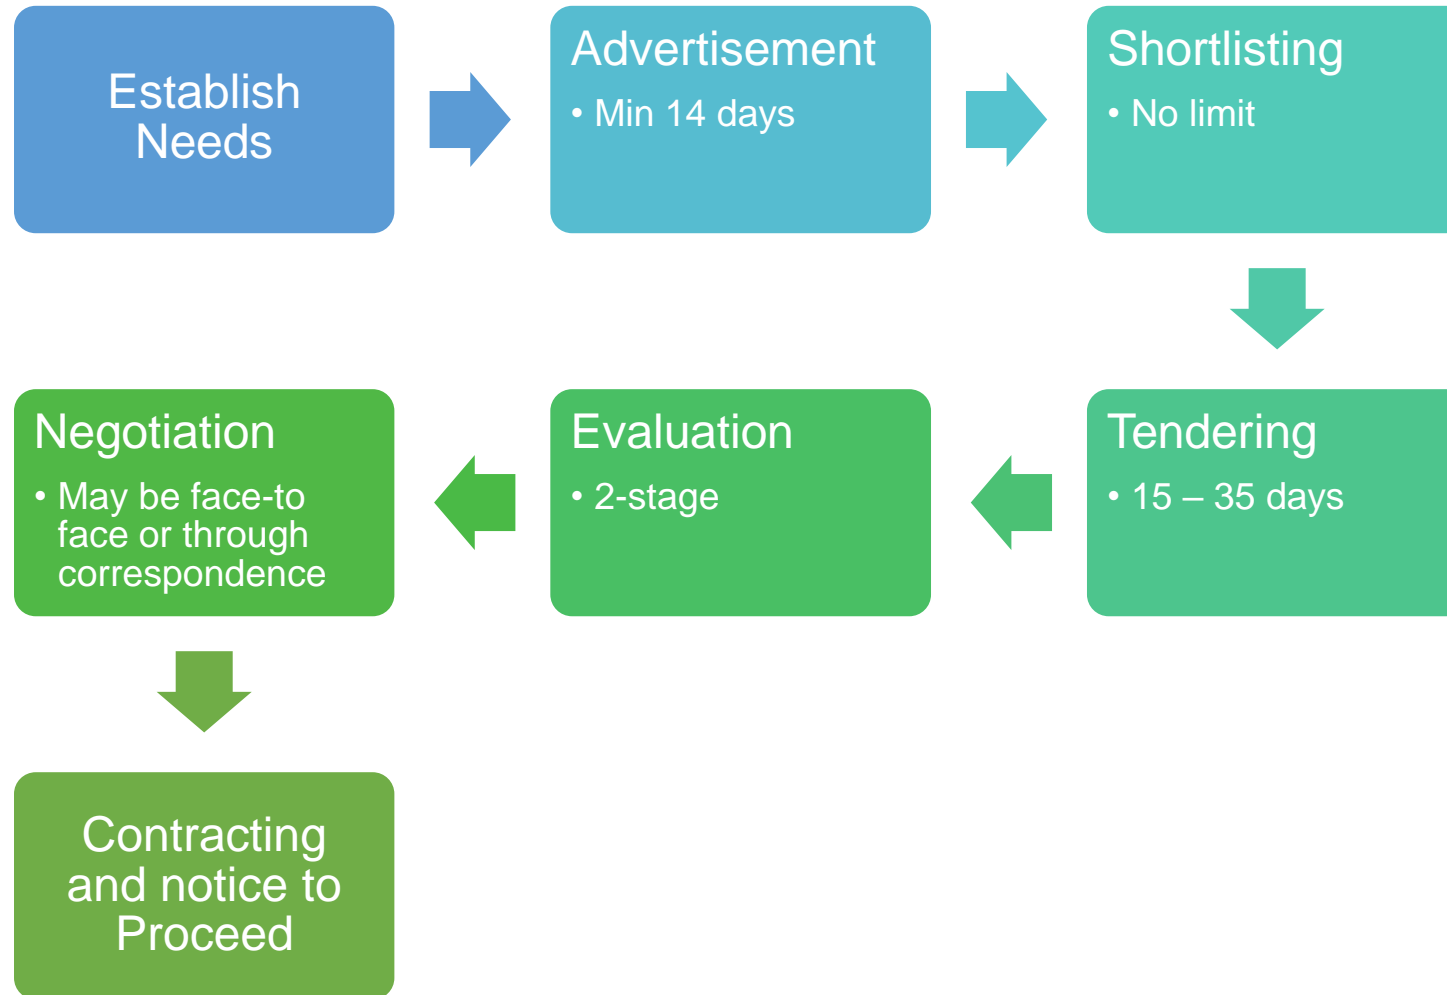 Establish
Needs
Advertisement
• Min 14 days
Shortlisting
• No limit
Tendering
• 15 – 35 days
Evaluation
• 2-stage
Negotiation
• May be face-to
face or through
correspondence
Contracting
and notice to
Proceed